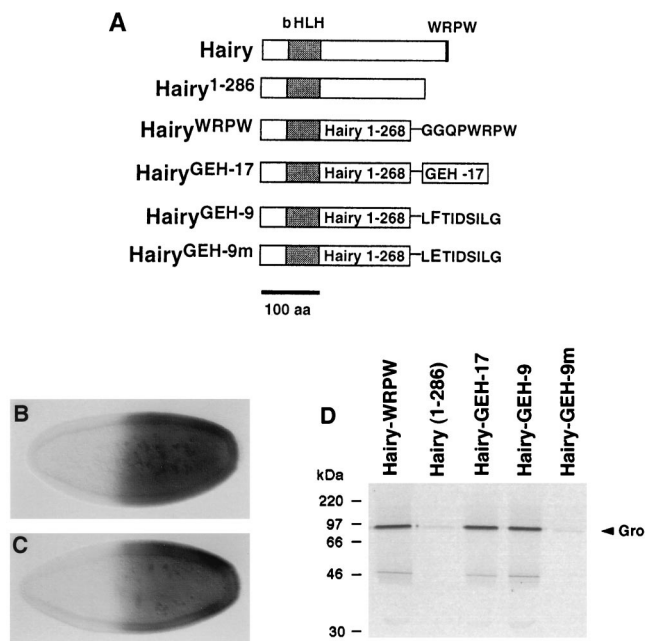 A
bHLH WRPW
Hairy
Hairy1-286
HairyWRPW Hairy 1-268 GGQPWRPW
HairyGEH-17 Hairy 1-268 GEH -17
HairyGEH-9 Hairy 1-268 LFTIDSILG
HairyGEH-9m Hairy 1-268 LETIDSILG
100 aa
B
C
D
Hairy-WRPW
Hairy (1-286)
Hairy-GEH-17
Hairy-GEH-9
Hairy-GEH-9m
kDa
220
97
66
46
30
Gro